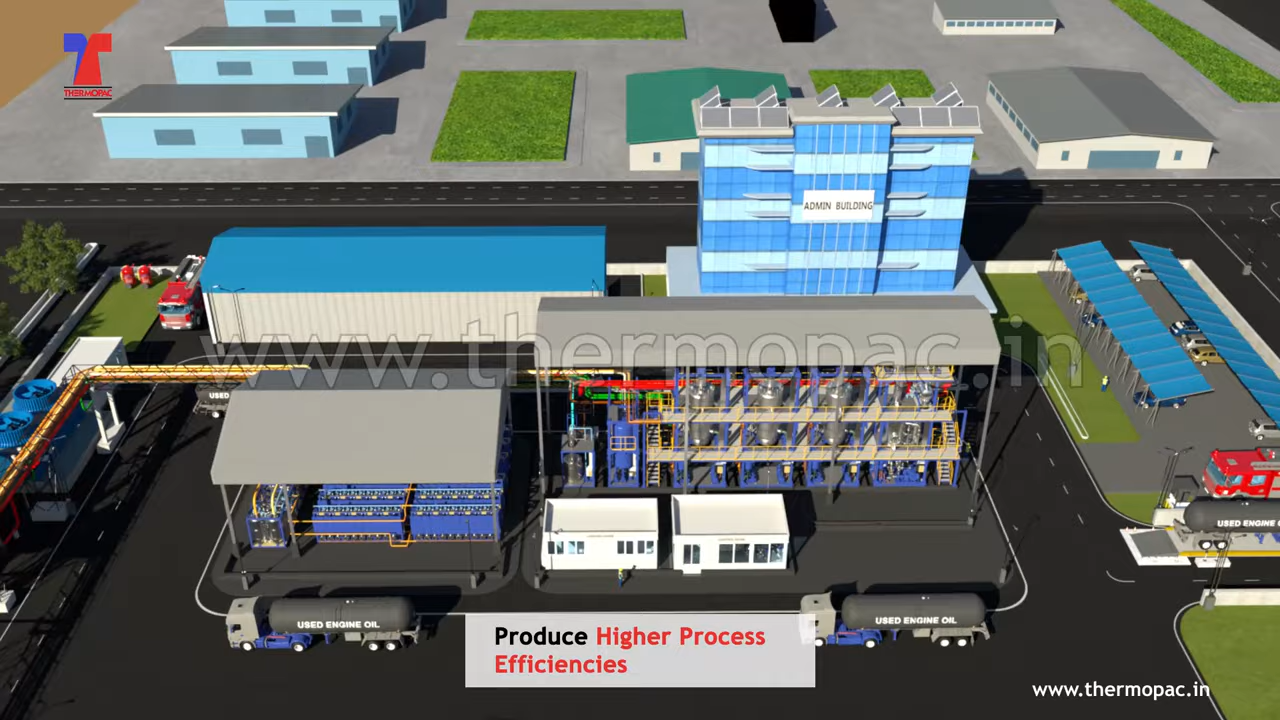 THERMOPAC
ADMIN BUILDING
www.thermopac.in
USED
USED ENGINE O
USED ENGINE OIL
USED ENGINE OIL
Produce Higher Process
Efficiencies
www.thermopac.in